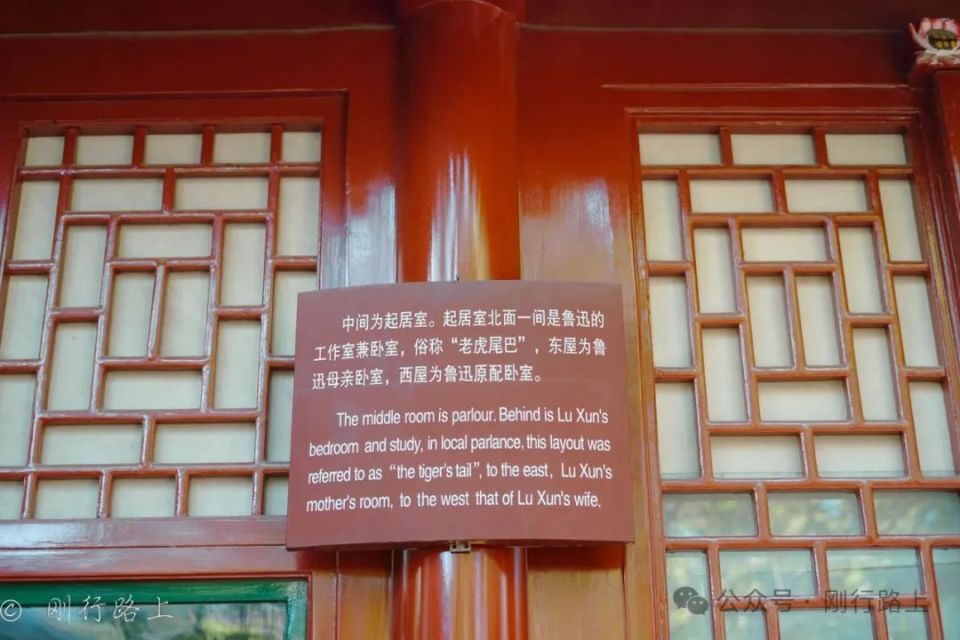 中间为起居室。起居室北面一间是鲁迅的
工作室兼卧室，俗称“老虎尾巴”，东屋为鲁
迅母亲卧室，西屋为鲁迅原配卧室。
The middle room is parlour. Behind is Lu Xun's
bedroom and study, in local parlance, this layout was
referred to as “the tiger's tail”, to the east, Lu Xun's
mother's room, to the west that of Lu Xun's wife.
© 刚行路上
公众号 · 刚行路上